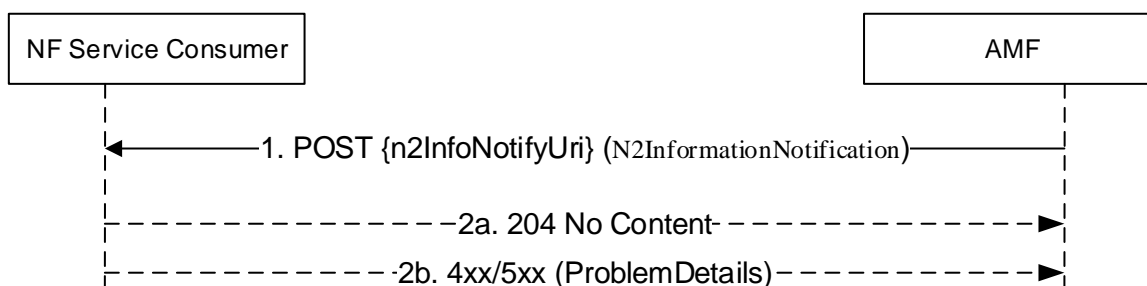 NF Service Consumer
AMF
1. POST {n2InfoNotifyUri} (N2InformationNotification)
2a. 204 No Content
2b. 4xx/5xx (ProblemDetails)